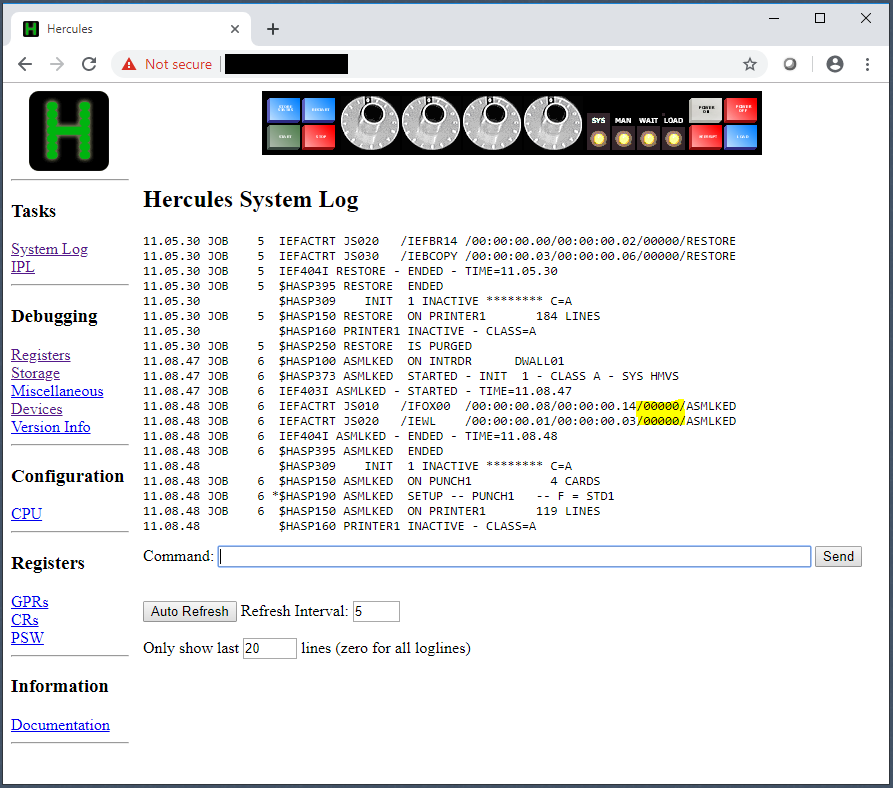 Hercules
Not secure
SYS MAN WAIT LOAD
POWER ON
POWER OFF
START
STOP
LOAD
Hercules System Log
Tasks
System Log
IPL
Debugging
Registers
Storage
Miscellaneous
Devices
Version Info
Configuration
CPU
Registers
GPRs
CRs
PSW
Information
Documentation
11.05.30 JOB    5  IEFACTRT JS020   /IEFBR14 /00:00:00.00/00:00:00.02/00000/RESTORE
11.05.30 JOB    5  IEFACTRT JS030   /IEBCOPY /00:00:00.03/00:00:00.06/00000/RESTORE
11.05.30 JOB    5  IEF404I RESTORE - ENDED - TIME=11.05.30
11.05.30 JOB    5  $HASP395 RESTORE  ENDED
11.05.30           $HASP309    INIT  1 INACTIVE ******** C=A
11.05.30 JOB    5  $HASP150 RESTORE  ON PRINTER1       184 LINES
11.05.30           $HASP160 PRINTER1 INACTIVE - CLASS=A
11.05.30 JOB    5  $HASP250 RESTORE  IS PURGED
11.08.47 JOB    6  $HASP100 ASMLKED  ON INTRDR      DWALL01
11.08.47 JOB    6  $HASP373 ASMLKED  STARTED - INIT  1 - CLASS A - SYS HMVS
11.08.47 JOB    6  IEF403I ASMLKED - STARTED - TIME=11.08.47
11.08.48 JOB    6  IEFACTRT JS010   /IFOX00  /00:00:00.08/00:00:00.14/00000/ASMLKED
11.08.48 JOB    6  IEFACTRT JS020   /IEWL    /00:00:00.01/00:00:00.03/00000/ASMLKED
11.08.48 JOB    6  IEF404I ASMLKED - ENDED - TIME=11.08.48
11.08.48 JOB    6  $HASP395 ASMLKED  ENDED
11.08.48           $HASP309    INIT  1 INACTIVE ******** C=A
11.08.48 JOB    6  $HASP150 ASMLKED  ON PUNCH1           4 CARDS
11.08.48 JOB    6 *$HASP190 ASMLKED  SETUP -- PUNCH1   -- F = STD1
11.08.48 JOB    6  $HASP150 ASMLKED  ON PRINTER1       119 LINES
11.08.48           $HASP160 PRINTER1 INACTIVE - CLASS=A
Command:
Send
Auto Refresh Refresh Interval: 5
Only show last 20 lines (zero for all loglines)